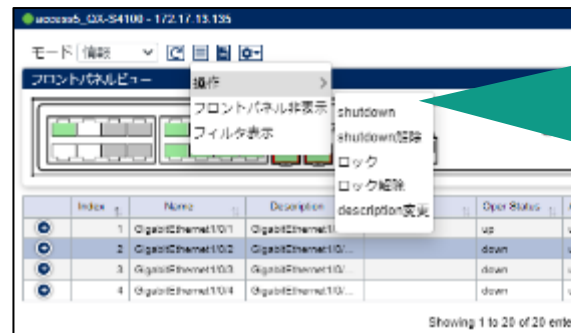 access5_QX-S4100 - 172.17.13.135
モード 情報
フロントパネルビュー
操作
フロントパネル非表示
フィルタ表示
shutdown
shutdown解除
ロック
ロック解除
description変更
Index Name Description Oper Status
1 GigabitEthernet1/0/1 GigabitEthernet1/0/... up
2 GigabitEthernet1/0/2 GigabitEthernet1/0/... down
3 GigabitEthernet1/0/3 GigabitEthernet1/0/... down
4 GigabitEthernet1/0/4 GigabitEthernet1/0/... down
Showing 1 to 20 of 20 ente